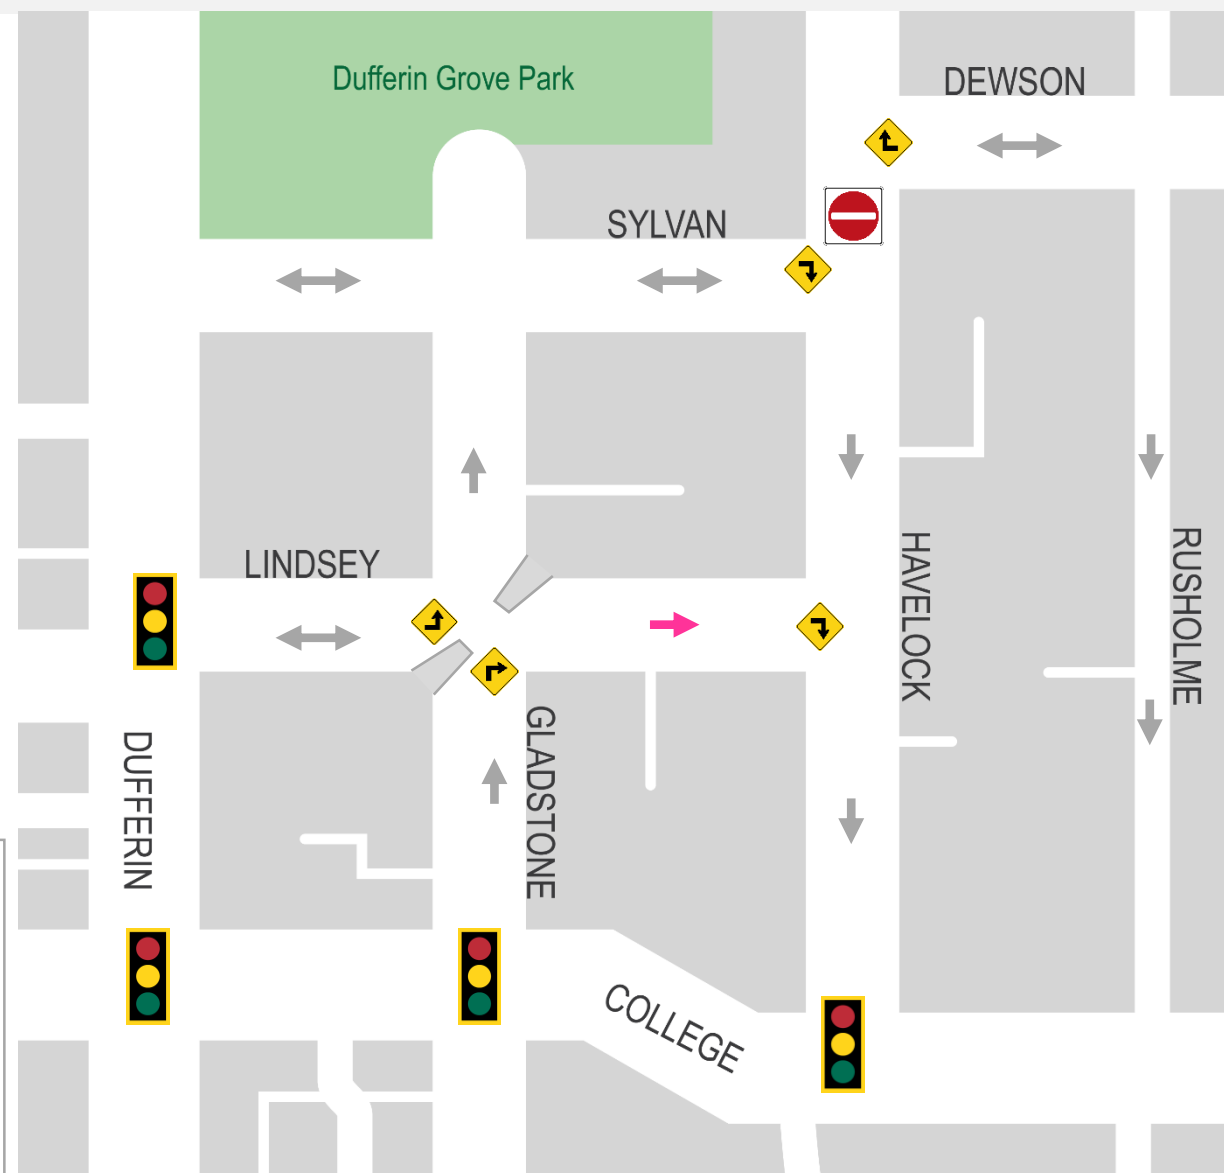 Dufferin Grove Park
DEWSON
SYLVAN
LINDSEY
HAVELOCK
RUSHOLME
GLADSTONE
DUFFERIN
COLLEGE